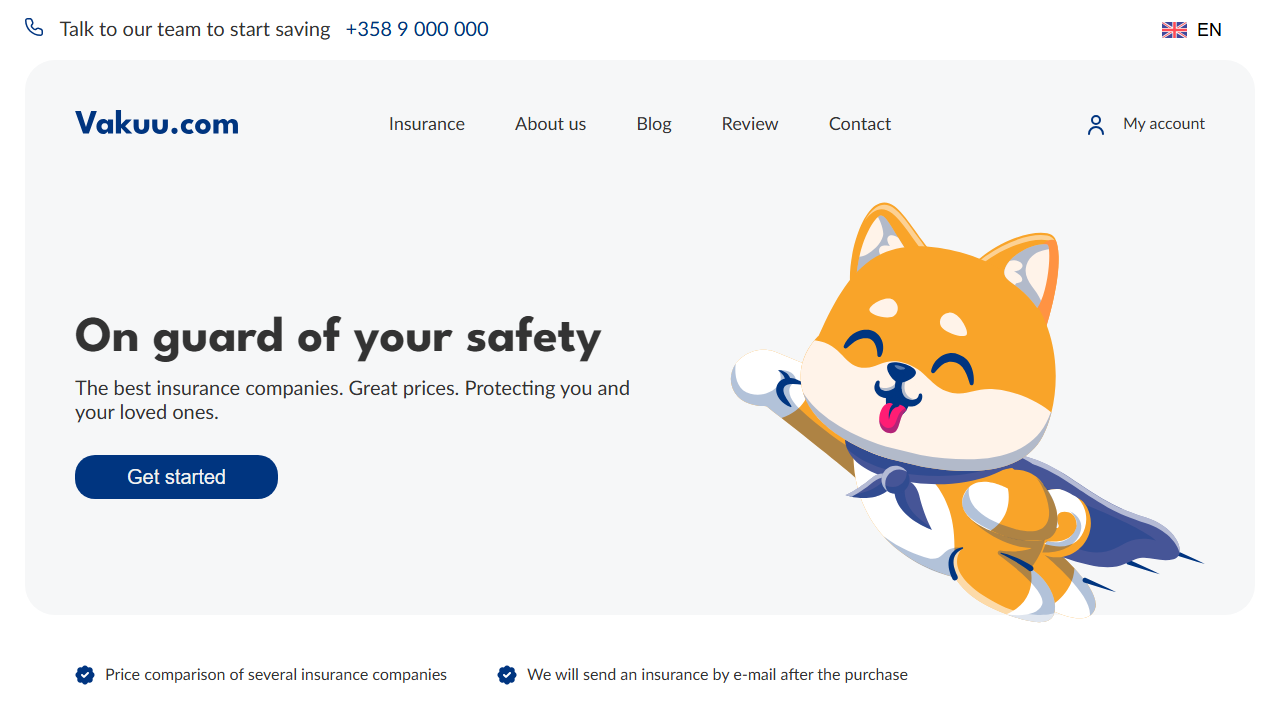 Talk to our team to start saving +358 9 000 000
EN
Vakuu.com
Insurance
About us
Blog
Review
Contact
My account
On guard of your safety
The best insurance companies. Great prices. Protecting you and
your loved ones.
Get started
Price comparison of several insurance companies
We will send an insurance by e-mail after the purchase